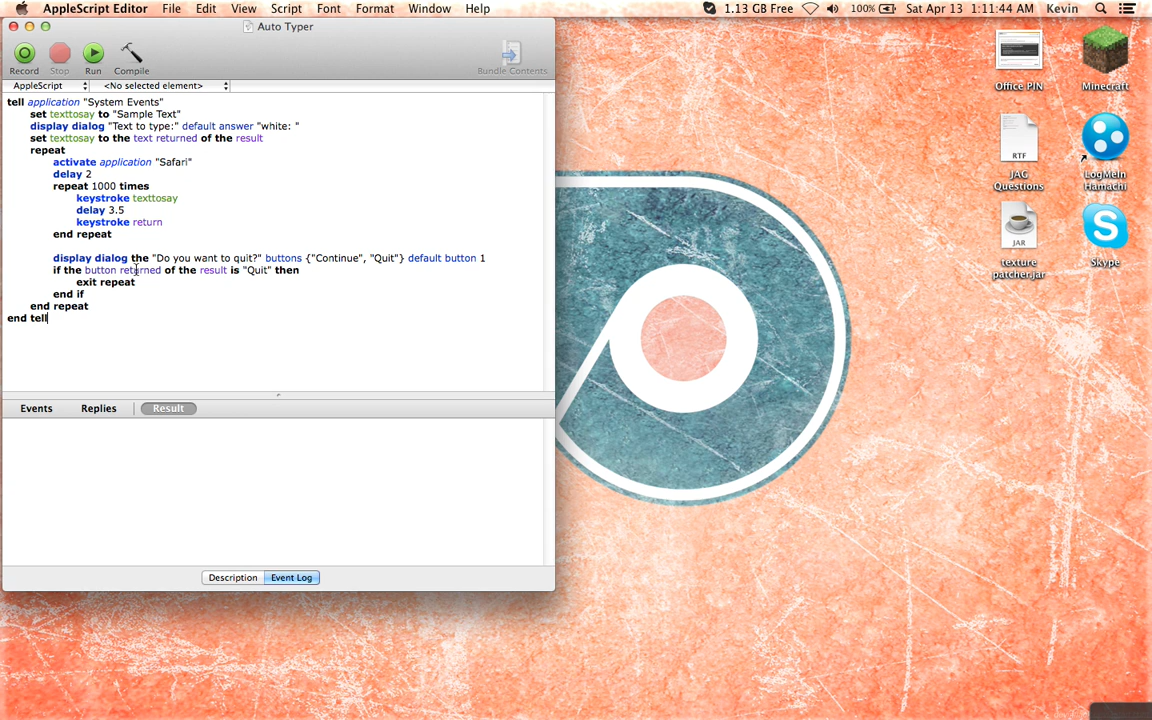 AppleScript Editor File Edit View Script Font Format Window Help 1.13 GB Free 100% Sat Apr 13 1:11:44 AM Kevin
Auto Typer
Record Stop Run Compile Bundle Contents
AppleScript <No selected element>
tell application "System Events"
set texttosay to "Sample Text"
display dialog "Text to type:" default answer "white: "
set texttosay to the text returned of the result
repeat
activate application "Safari"
delay 2
repeat 1000 times
keystroke texttosay
delay 3.5
keystroke return
end repeat
display dialog the "Do you want to quit?" buttons {"Continue", "Quit"} default button 1
if the button returned of the result is "Quit" then
exit repeat
end if
end repeat
end tell
Events Replies Result
Description Event Log
Office PIN
Minecraft
RTF
JAG
Questions
LogMeIn
Hamachi
JAR
texture
patcher.jar
S
Skype